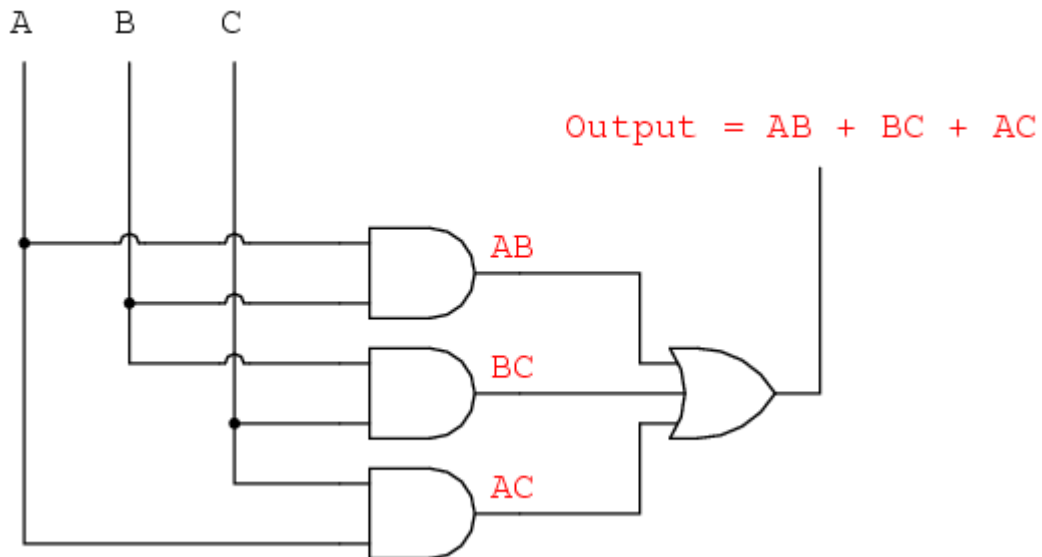 A B C
Output = AB + BC + AC
AB
BC
AC